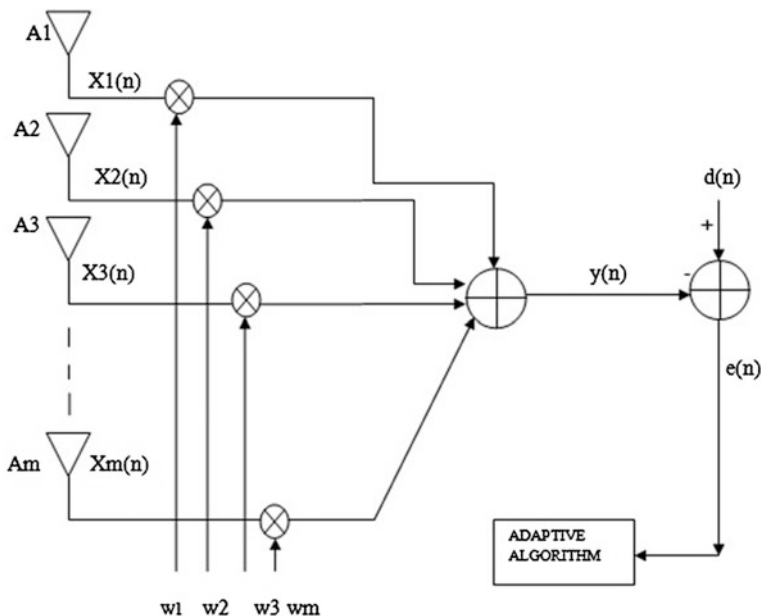 A1
X1(n)
A2
X2(n)
d(n)
+
A3
X3(n)
y(n)
-
e(n)
Am
Xm(n)
ADAPTIVE
ALGORITHM
w1 w2 w3 wm